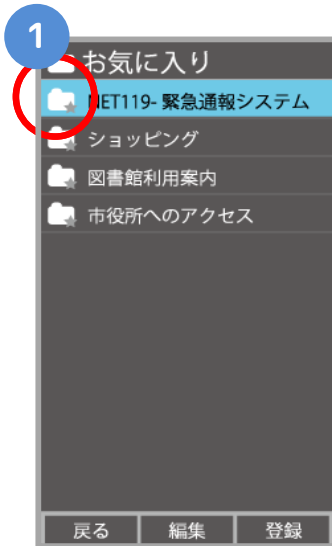 1
お気に入り
NET119- 緊急通報システム
ショッピング
図書館利用案内
市役所へのアクセス
戻る 編集 登録